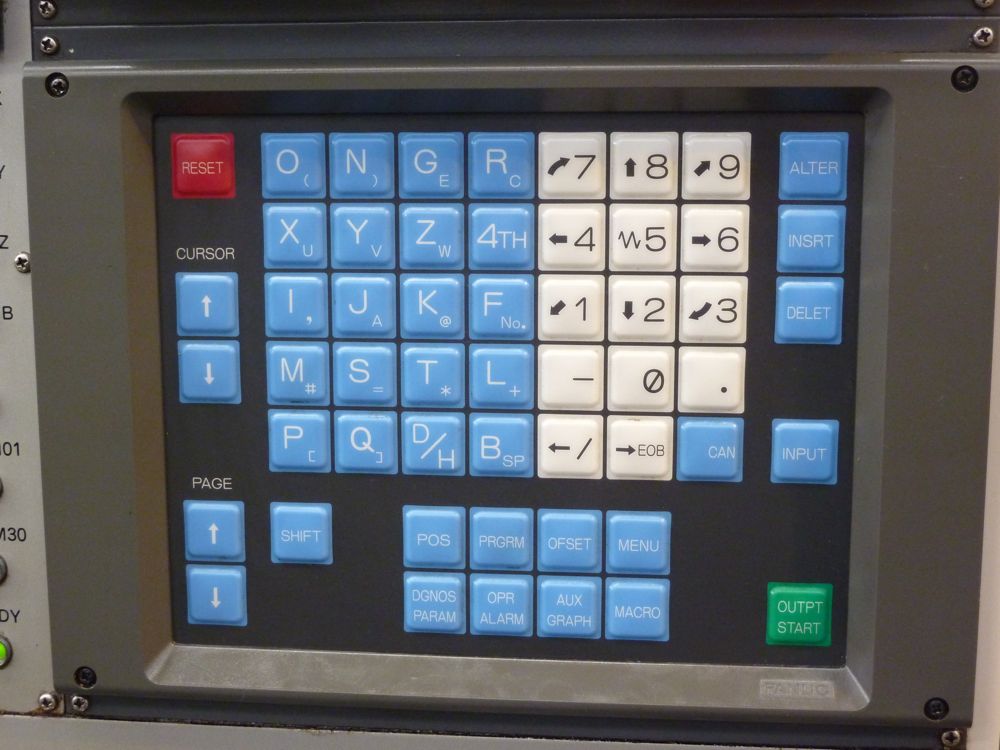 RESET O ( N ) G E R C 7 8 9 ALTER
CURSOR X U Y V Z W 4TH ← 4 5 → 6 INSRT
↑ I , J A K @ F No. 1 2 3 DELET
↓ M # S = T * L + - 0 .
P [ Q ] D/H B SP ← / → EOB CAN INPUT
PAGE
↑ SHIFT POS PRGRM OFSET MENU
↓ DGNOS PARAM OPR ALARM AUX GRAPH MACRO OUTPT START
FANUC
Y
Z
B
01
M30
DY